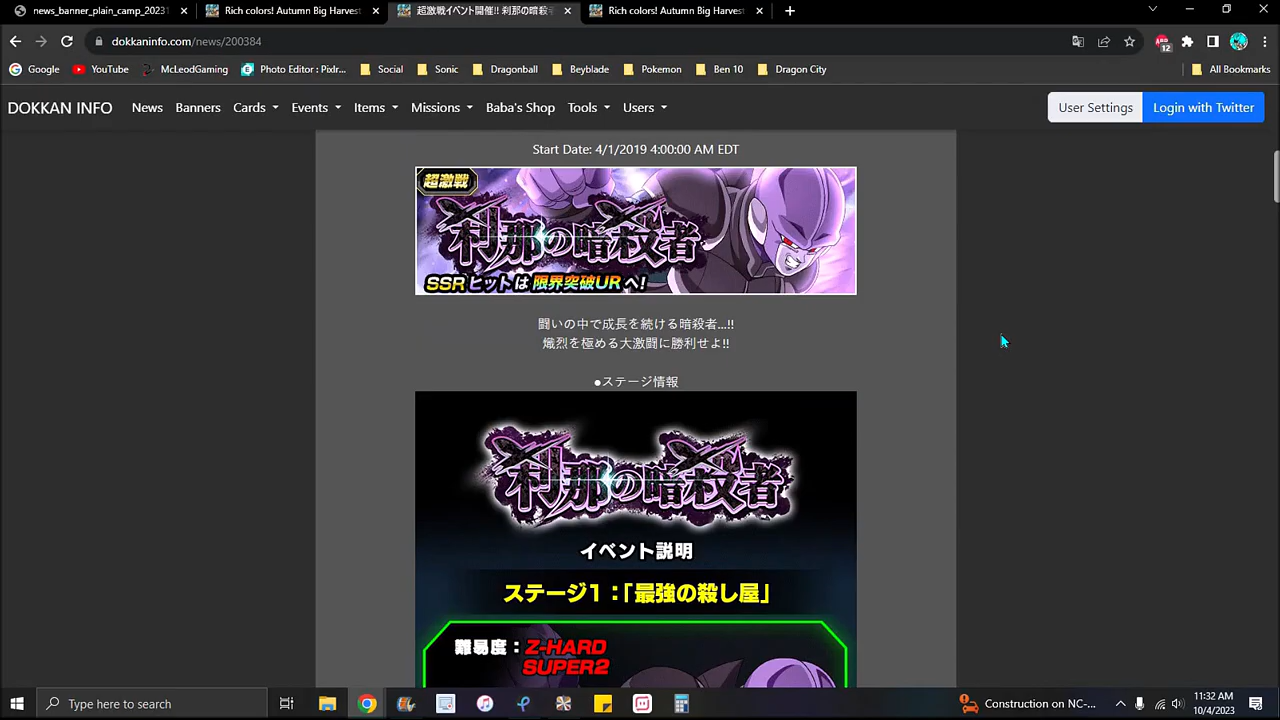 news_banner_plain_camp_20231
Rich colors! Autumn Big Harvest
超激戦イベント開催!! 刹那の暗殺者
Rich colors! Autumn Big Harvest
dokkaninfo.com/news/200384
12
Google
YouTube
McLeodGaming
Photo Editor : Pixlr...
Social
Sonic
Dragonball
Beyblade
Pokemon
Ben 10
Dragon City
All Bookmarks
DOKKAN INFO
News
Banners
Cards
Events
Items
Missions
Baba's Shop
Tools
Users
User Settings
Login with Twitter
Start Date: 4/1/2019 4:00:00 AM EDT
超激戦
刹那の暗殺者
SSRヒットは限界突破URへ!
闘いの中で成長を続ける暗殺者...!!
熾烈を極める大激闘に勝利せよ!!
●ステージ情報
刹那の暗殺者
イベント説明
ステージ1：「最強の殺し屋」
難易度：Z-HARD
SUPER2
Type here to search
Construction on NC-...
11:32 AM
10/4/2023